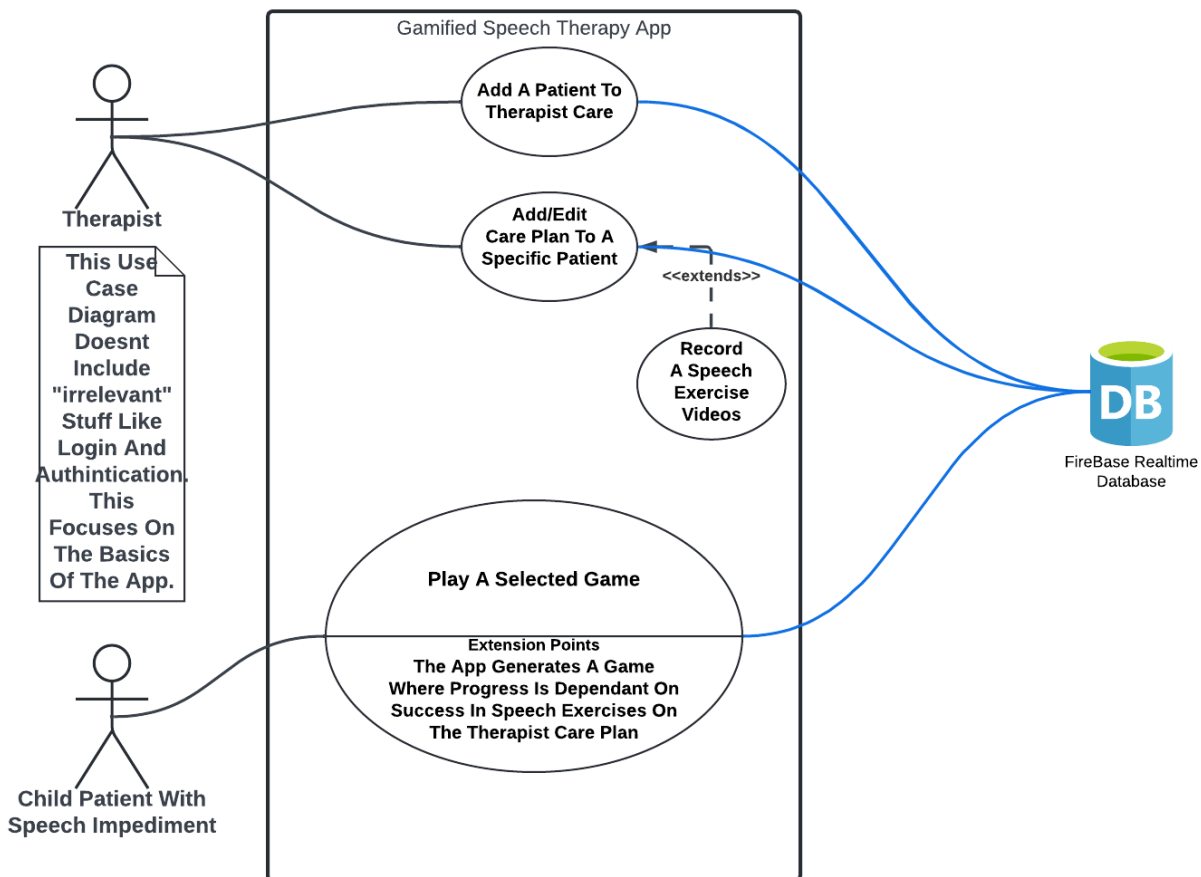 Gamified Speech Therapy App
Add A Patient To
Therapist Care
Therapist
Add/Edit
Care Plan To A
Specific Patient
<<extends>>
Record
A Speech
Exercise
Videos
This Use
Case
Diagram
Doesnt
Include
"irrelevant"
Stuff Like
Login And
Authintication.
This
Focuses On
The Basics
Of The App.
DB
FireBase Realtime
Database
Play A Selected Game
Extension Points
The App Generates A Game
Where Progress Is Dependant On
Success In Speech Exercises On
The Therapist Care Plan
Child Patient With
Speech Impediment